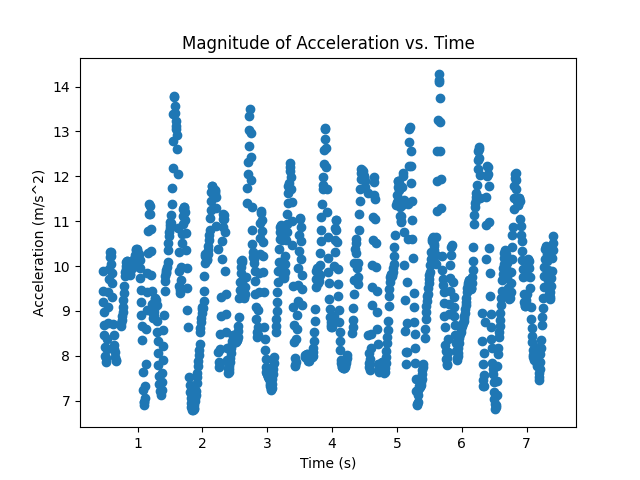 Magnitude of Acceleration vs. Time
Acceleration (m/s^2)
14
13
12
11
10
9
8
7
1 2 3 4 5 6 7
Time (s)